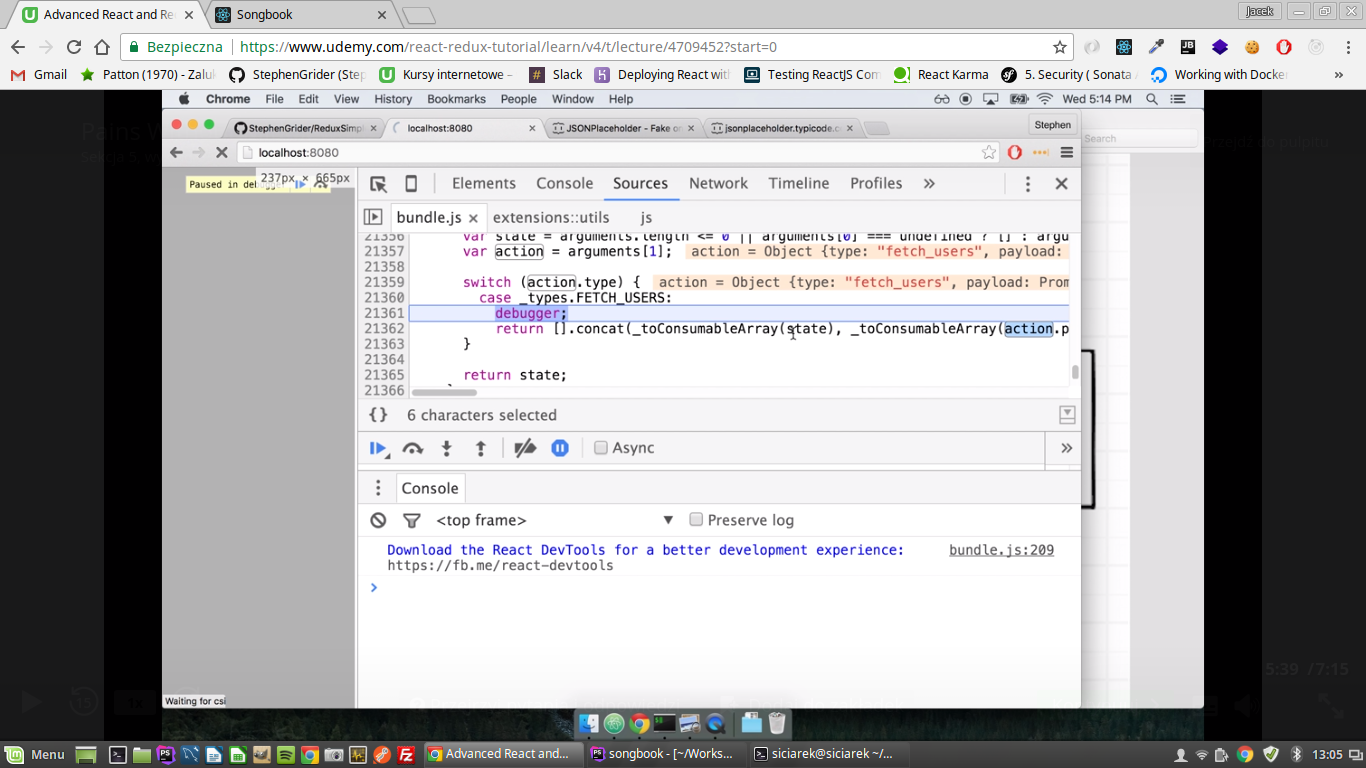 Advanced React and Re
Songbook
Jacek
Bezpieczna
https://www.udemy.com/react-redux-tutorial/learn/v4/t/lecture/4709452?start=0
Gmail
Patton (1970) - Zalu
StephenGrider (Step
Kursy internetowe –
Slack
Deploying React wit
Testing ReactJS Com
React Karma
5. Security ( Sonata
Working with Docke
»
Chrome File Edit View History Bookmarks People Window Help
Wed 5:14 PM
StephenGrider/ReduxSimpl
localhost:8080
JSONPlaceholder - Fake on
jsonplaceholder.typicode.c
Stephen
Search
localhost:8080
Paused in deb
237px × 665px
Elements Console Sources Network Timeline Profiles »
bundle.js × extensions::utils js
21356 var state = arguments.length <= 0 || arguments[0] === undefined ? [] : argu
21357 var action = arguments[1]; action = Object {type: "fetch_users", payload:
21358
21359 switch (action.type) { action = Object {type: "fetch_users", payload: Prom
21360 case _types.FETCH_USERS:
21361 debugger;
21362 return [].concat(_toConsumableArray(state), _toConsumableArray(action.p
21363 }
21364
21365 return state;
21366
{} 6 characters selected
Async
»
Console
<top frame> ▼ Preserve log
Download the React DevTools for a better development experience: bundle.js:209
https://fb.me/react-devtools
>
5:39 / 7:15
Waiting for csi
Menu
Advanced React and...
songbook - [~/Works...
siciarek@siciarek ~/...
13:05